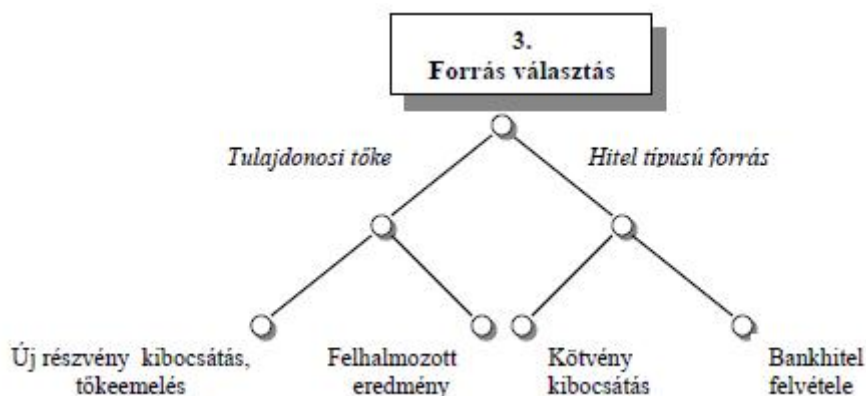 3.
Forrás választás
Tulajdonosi tőke
Hitel típusú forrás
Új részvény kibocsátás,
tőkeemelés
Felhalmozott
eredmény
Kötvény
kibocsátás
Bankhitel
felvétele